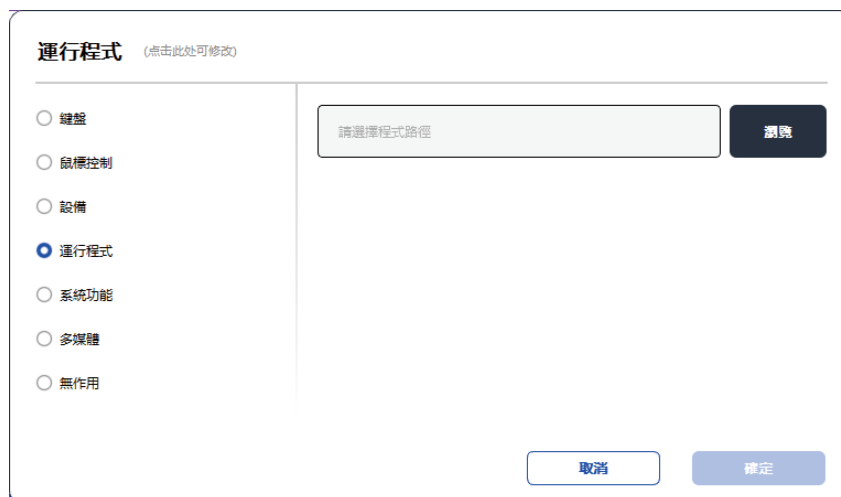 運行程式 (点击此处可修改)
鍵盤
鼠標控制
設備
運行程式
系統功能
多媒體
無作用
請選擇程式路徑
瀏覽
取消
確定